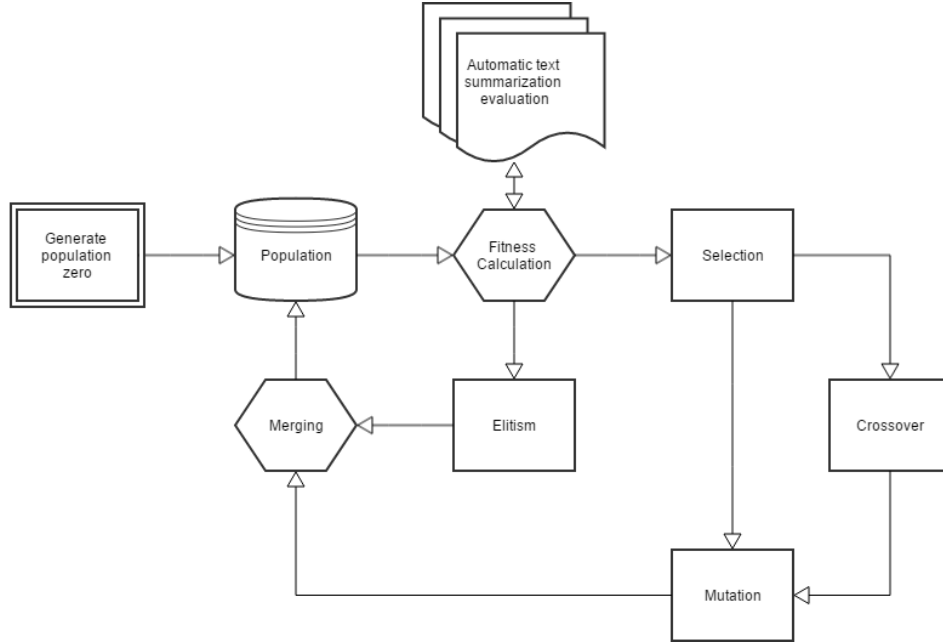 Automatic text
summarization
evaluation
Generate
population
zero
Population
Fitness
Calculation
Selection
Merging
Elitism
Crossover
Mutation